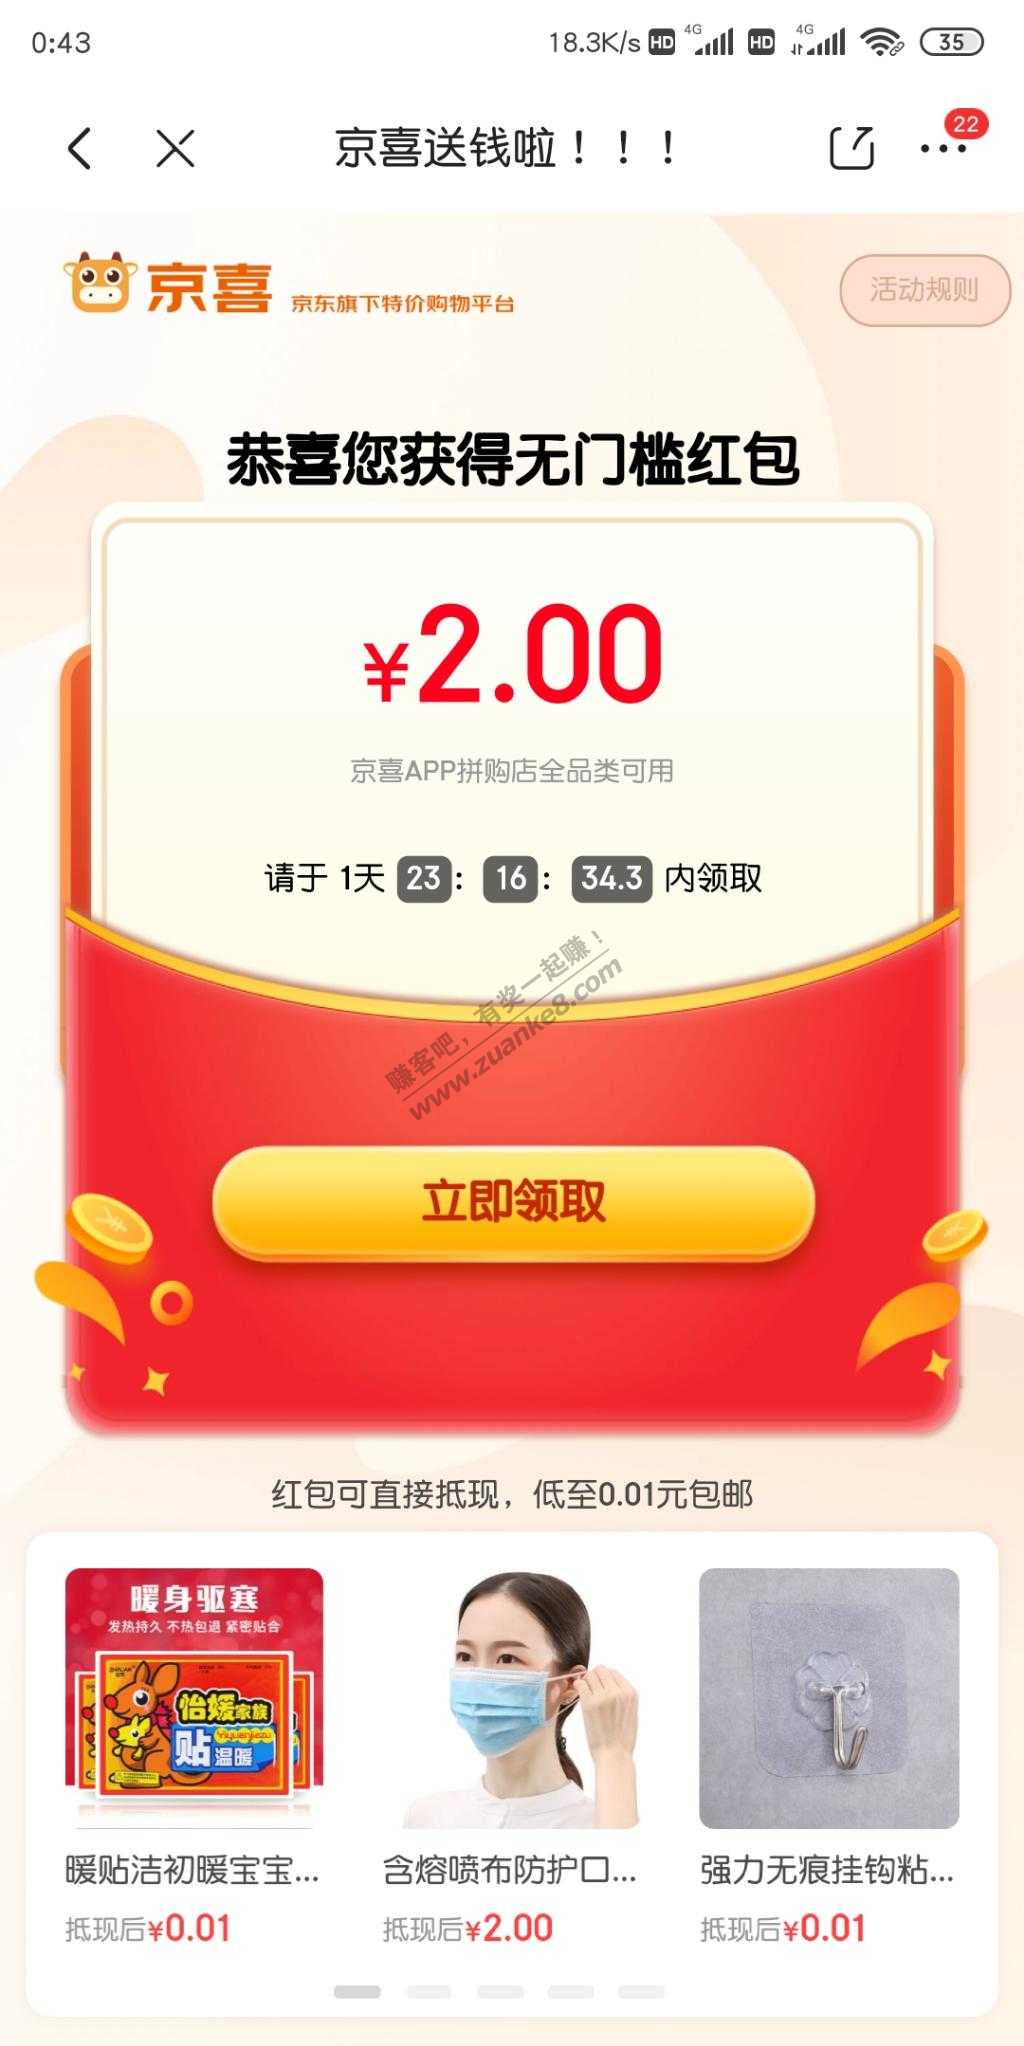 0:43
18.3K/s HD 4G HD 4G 35
京喜送钱啦！！！
22
京喜 京东旗下特价购物平台
活动规则
恭喜您获得无门槛红包
¥2.00
京喜APP拼购店全品类可用
请于 1天 23 : 16 : 34.3 内领取
赚客吧，有奖一起赚！
www.zuanke8.com
立即领取
红包可直接抵现，低至0.01元包邮
暖身驱寒
发热持久 不热包退 紧密贴合
怡媛家族
Yiyuanjiazu
贴温暖
暖贴洁初暖宝宝...
抵现后¥0.01
含熔喷布防护口...
抵现后¥2.00
强力无痕挂钩粘...
抵现后¥0.01